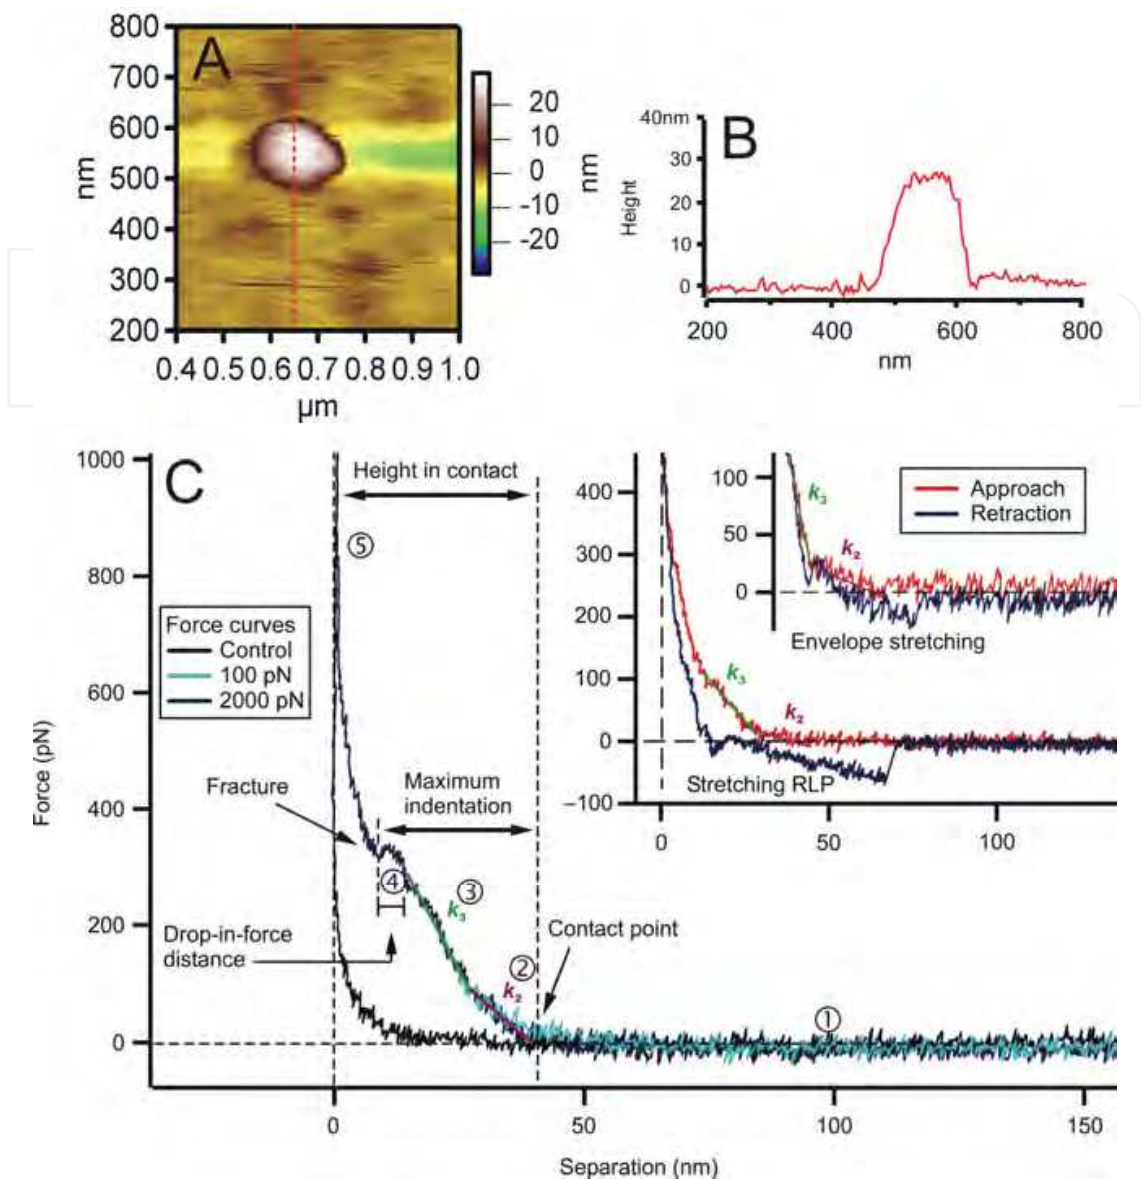 A
800
700
600
500
400
300
200
nm
0.4 0.5 0.6 0.7 0.8 0.9 1.0
µm
20
10
0
-10
-20
nm
B
40nm
30
20
10
0
Height
200 400 600 800
nm
C
1000
800
600
400
200
0
Force (pN)
Height in contact
⑤
Force curves
Control
100 pN
2000 pN
Fracture
Maximum
indentation
④
③
k3
Drop-in-force
distance
②
k2
Contact point
①
0 50 100 150
Separation (nm)
400
300
200
100
0
−100
k3
k2
Stretching RLP
0 50 100
100
50
0
k3
k2
Approach
Retraction
Envelope stretching